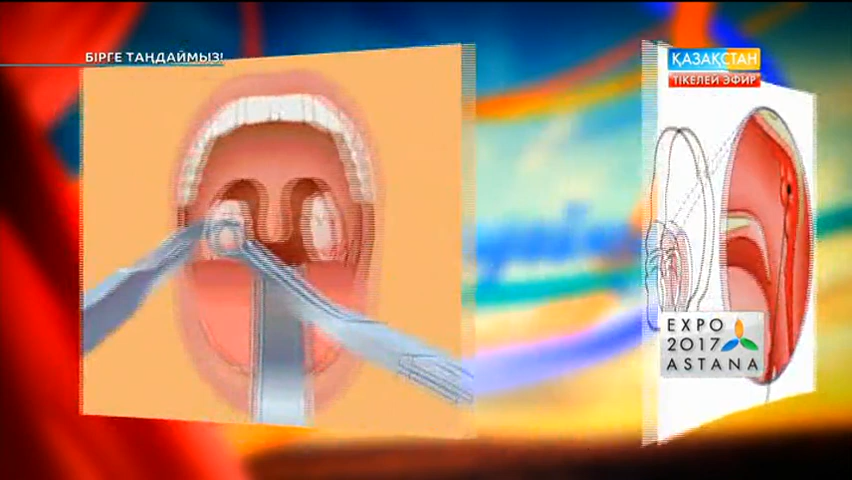 БІРГЕ ТАҢДАЙМЫЗ!
ҚАЗАҚСТАН
ТІКЕЛЕЙ ЭФИР
EXPO
2017
ASTANA